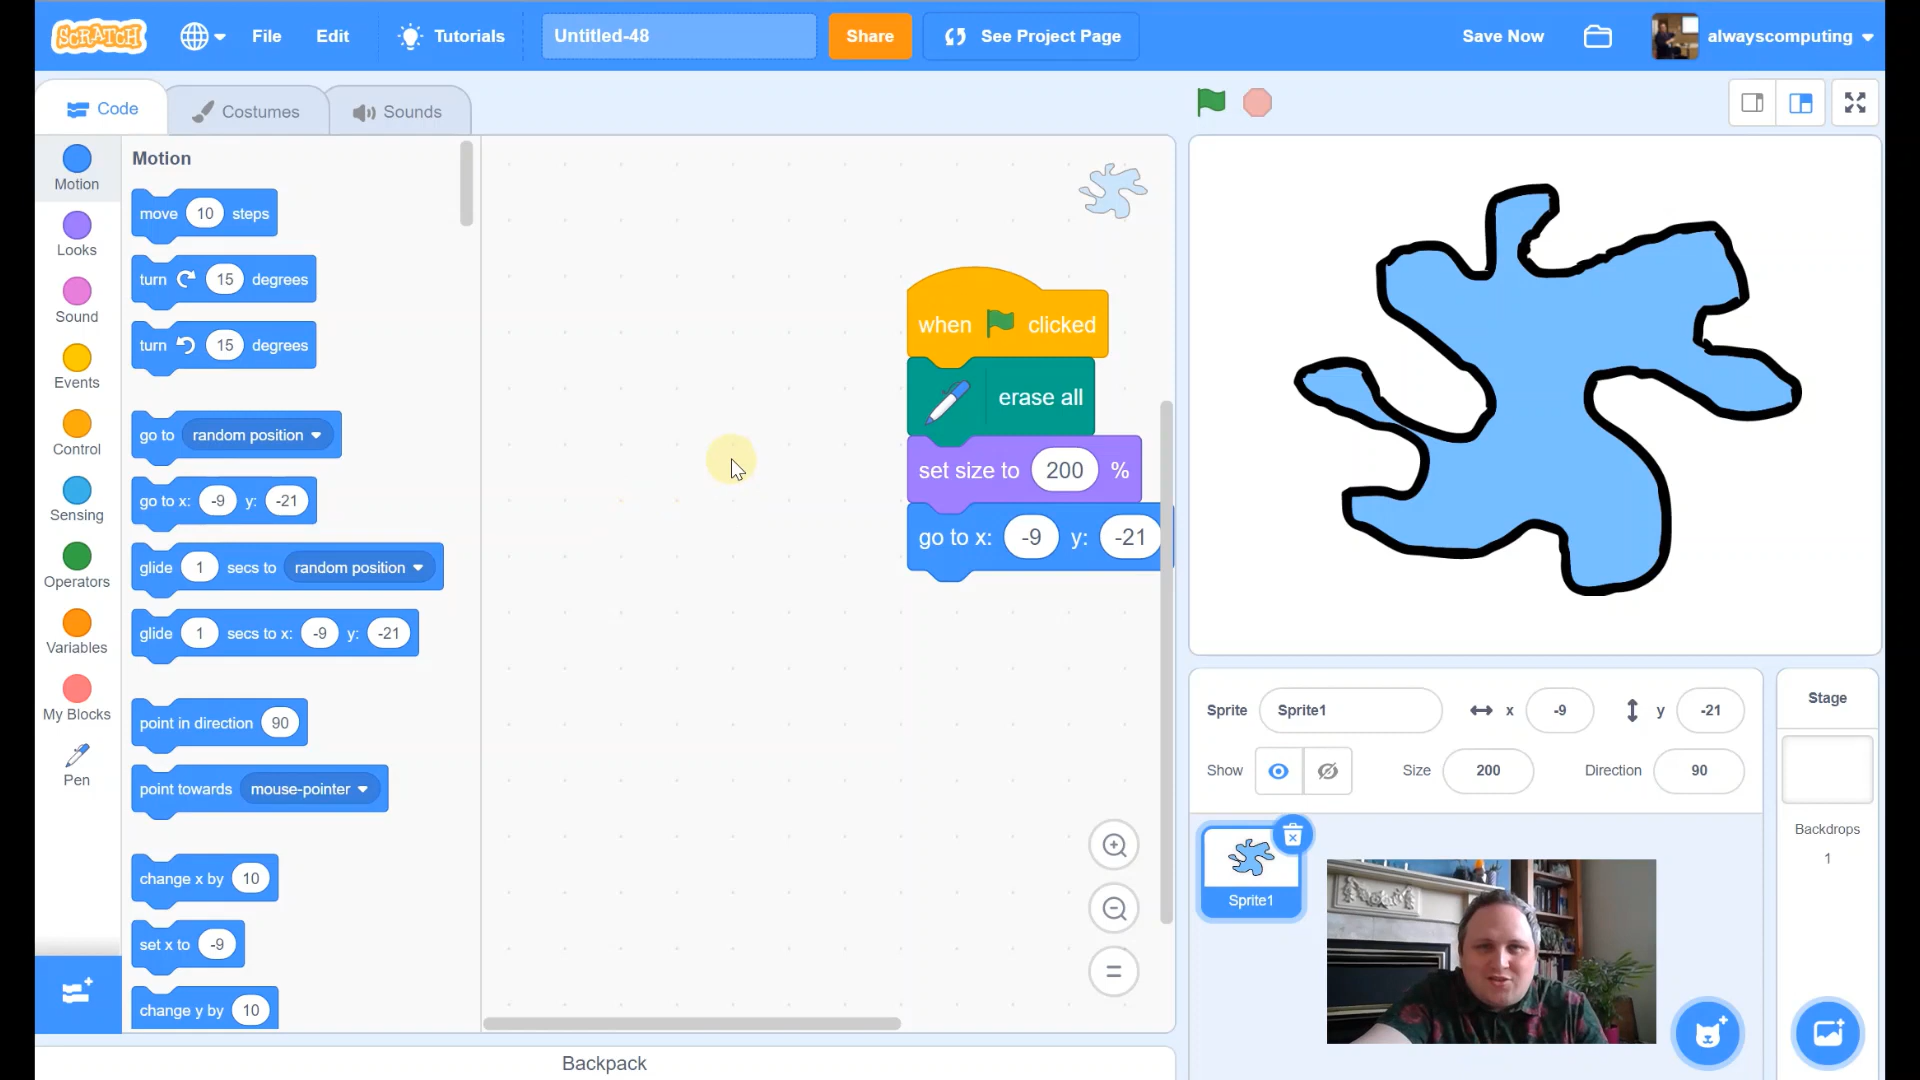 SCRATCH
File
Edit
Tutorials
Untitled-48
Share
See Project Page
Save Now
alwayscomputing
Code
Costumes
Sounds
Motion
Looks
Sound
Events
Control
Sensing
Operators
Variables
My Blocks
Pen
Motion
move 10 steps
turn 15 degrees
turn 15 degrees
go to random position
go to x: -9 y: -21
glide 1 secs to random position
glide 1 secs to x: -9 y: -21
point in direction 90
point towards mouse-pointer
change x by 10
set x to -9
change y by 10
when clicked
erase all
set size to 200 %
go to x: -9 y: -21
Backpack
Sprite Sprite1 x -9 y -21
Show Size 200 Direction 90
Sprite1
Stage
Backdrops
1